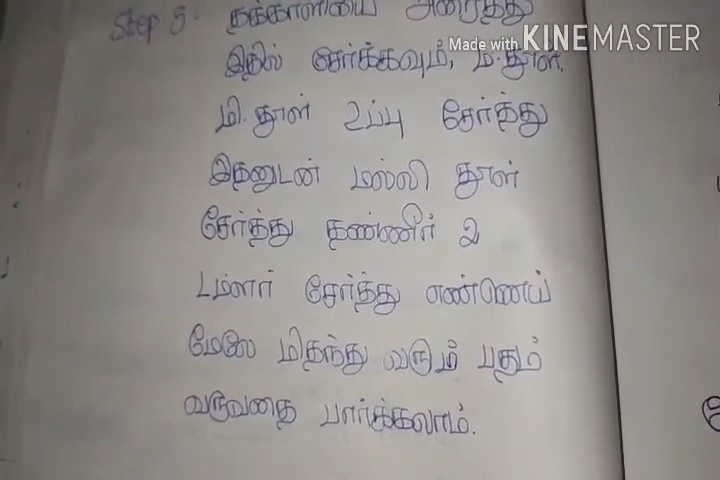 Step 5. தக்காளியை அரைத்து
Made with KINEMASTER
இதில் சேர்க்கவும், ம.தூள்,
மி.தூள் உப்பு சேர்த்து
இதனுடன் மல்லி தூள்
சேர்த்து தண்ணீர் 2
டம்ளர் சேர்த்து எண்ணெய்
மேலே மிதந்து வரும் பதம்
வருவதை பார்க்கலாம்.